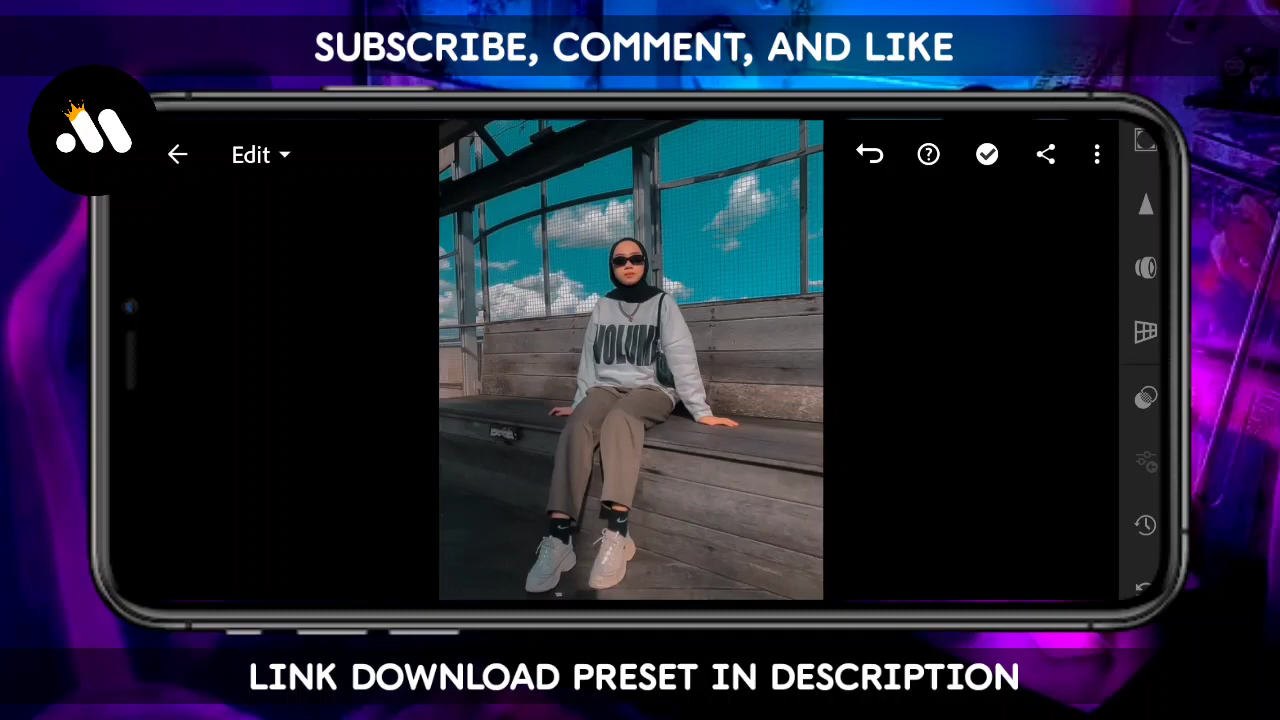 SUBSCRIBE, COMMENT, AND LIKE
Edit
VOLUM
LINK DOWNLOAD PRESET IN DESCRIPTION